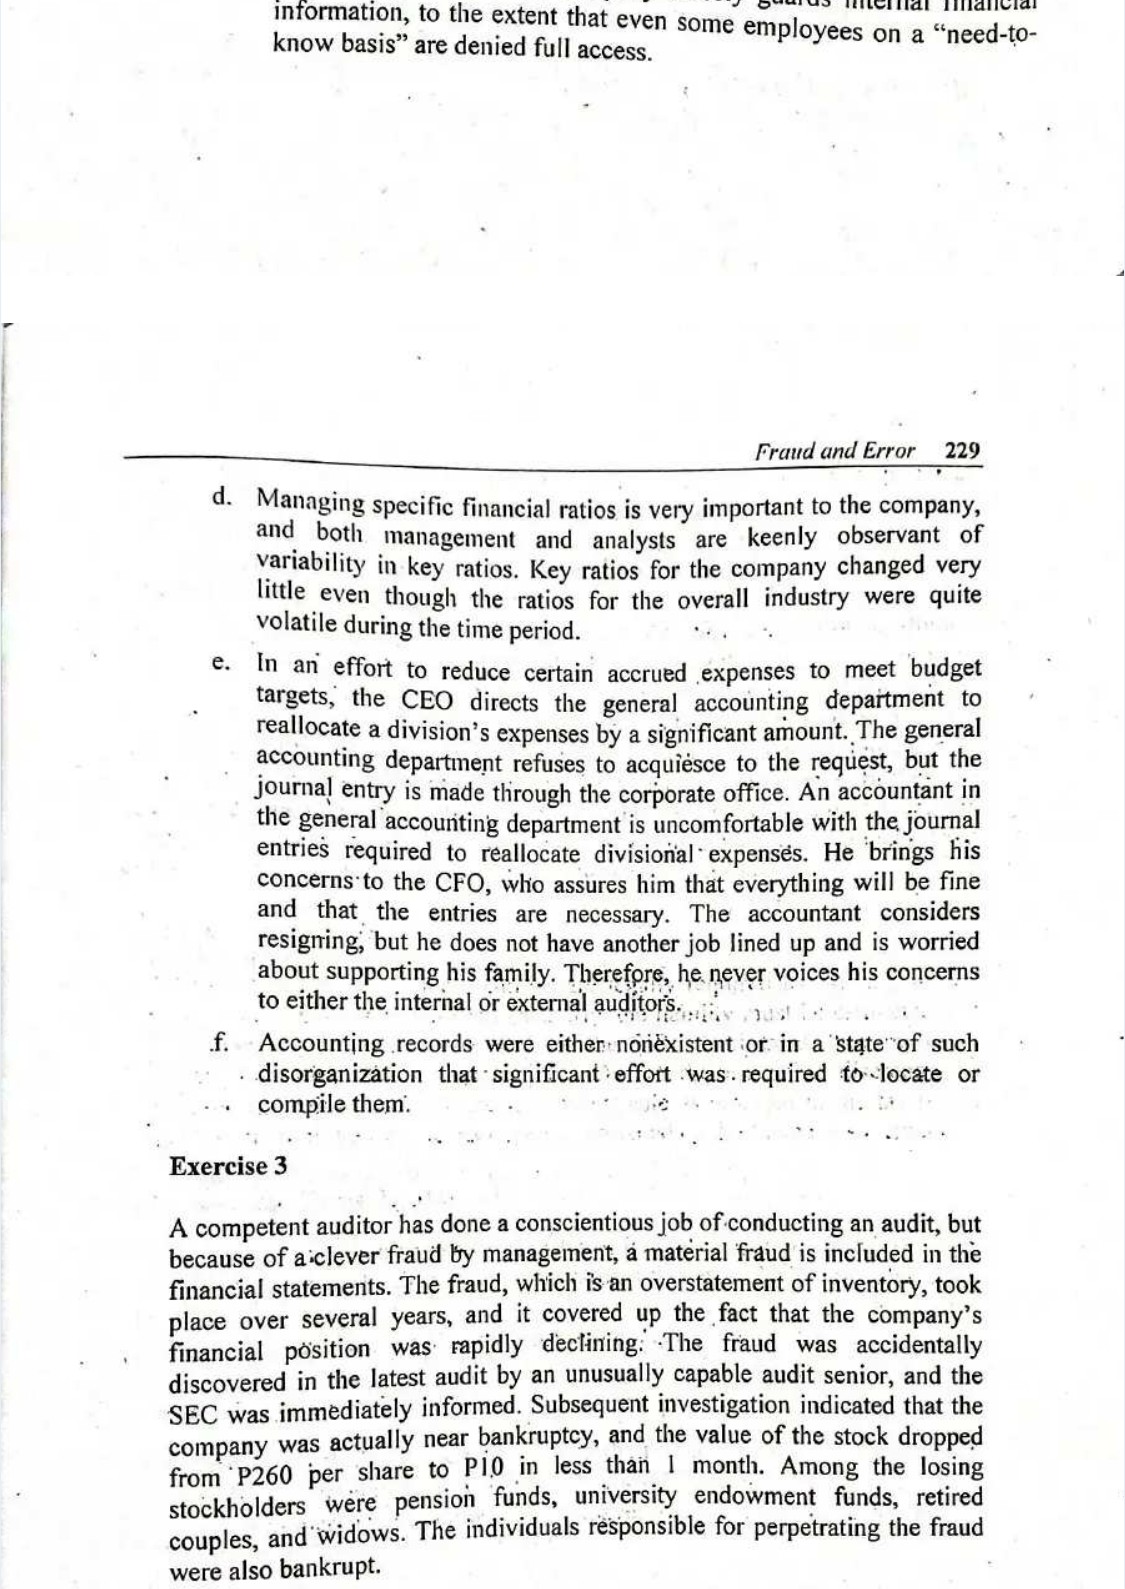 guards internal financial
information, to the extent that even some employees on a “need-to-
know basis” are denied full access.
Fraud and Error 229
d. Managing specific financial ratios is very important to the company,
and both management and analysts are keenly observant of
variability in key ratios. Key ratios for the company changed very
little even though the ratios for the overall industry were quite
volatile during the time period.
e. In an effort to reduce certain accrued expenses to meet budget
targets, the CEO directs the general accounting department to
reallocate a division’s expenses by a significant amount. The general
accounting department refuses to acquiesce to the request, but the
journal entry is made through the corporate office. An accountant in
the general accounting department is uncomfortable with the journal
entries required to reallocate divisional expenses. He brings his
concerns to the CFO, who assures him that everything will be fine
and that the entries are necessary. The accountant considers
resigning, but he does not have another job lined up and is worried
about supporting his family. Therefore, he never voices his concerns
to either the internal or external auditors.
f. Accounting records were either nonexistent or in a state of such
disorganization that significant effort was required to locate or
compile them.
Exercise 3
A competent auditor has done a conscientious job of conducting an audit, but
because of a clever fraud by management, a material fraud is included in the
financial statements. The fraud, which is an overstatement of inventory, took
place over several years, and it covered up the fact that the company’s
financial position was rapidly declining. The fraud was accidentally
discovered in the latest audit by an unusually capable audit senior, and the
SEC was immediately informed. Subsequent investigation indicated that the
company was actually near bankruptcy, and the value of the stock dropped
from P260 per share to P10 in less than 1 month. Among the losing
stockholders were pension funds, university endowment funds, retired
couples, and widows. The individuals responsible for perpetrating the fraud
were also bankrupt.